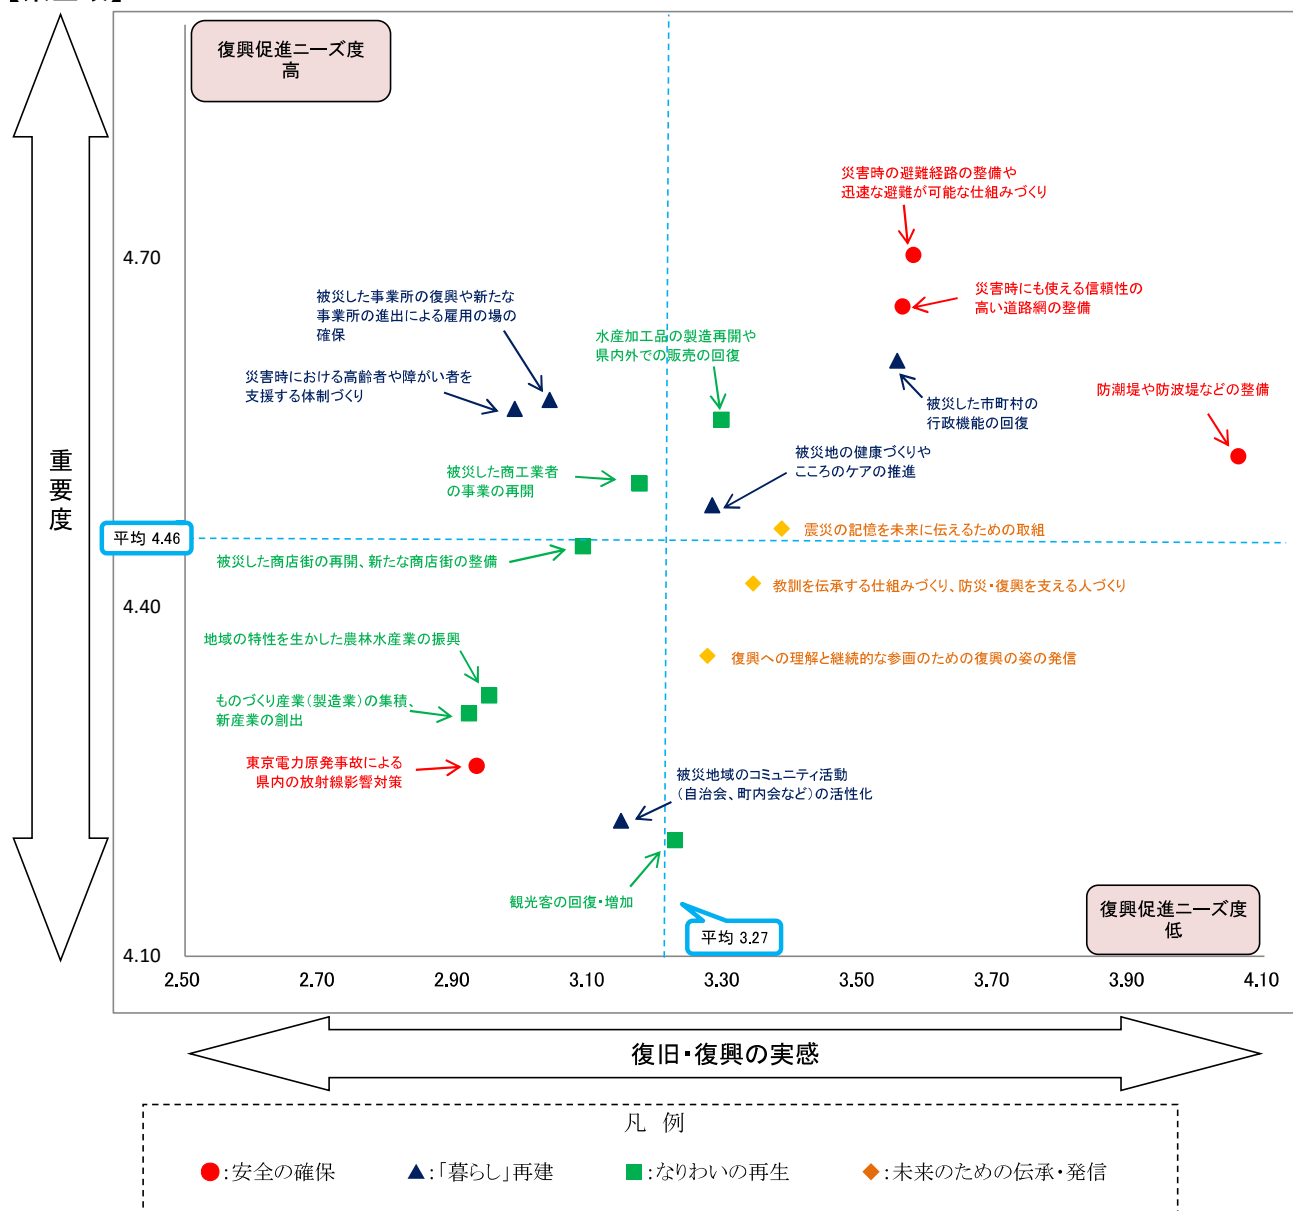 復興促進ニーズ度
高
災害時の避難経路の整備や
迅速な避難が可能な仕組みづくり
4.70
災害時にも使える信頼性の
高い道路網の整備
被災した事業所の復興や新たな
事業所の進出による雇用の場の
確保
水産加工品の製造再開や
県内外での販売の回復
災害時における高齢者や障がい者を
支援する体制づくり
防潮堤や防波堤などの整備
被災した市町村の
行政機能の回復
重要度
被災地の健康づくりや
こころのケアの推進
被災した商工業者
の事業の再開
平均 4.46
震災の記憶を未来に伝えるための取組
被災した商店街の再開、新たな商店街の整備
教訓を伝承する仕組みづくり、防災・復興を支える人づくり
4.40
地域の特性を生かした農林水産業の振興
復興への理解と継続的な参画のための復興の姿の発信
ものづくり産業(製造業)の集積、
新産業の創出
東京電力原発事故による
県内の放射線影響対策
被災地域のコミュニティ活動
(自治会、町内会など)の活性化
観光客の回復・増加
復興促進ニーズ度
低
平均 3.27
4.10
2.50 2.70 2.90 3.10 3.30 3.50 3.70 3.90 4.10
復旧・復興の実感
凡 例
:安全の確保 :「暮らし」再建 :なりわいの再生 :未来のための伝承・発信